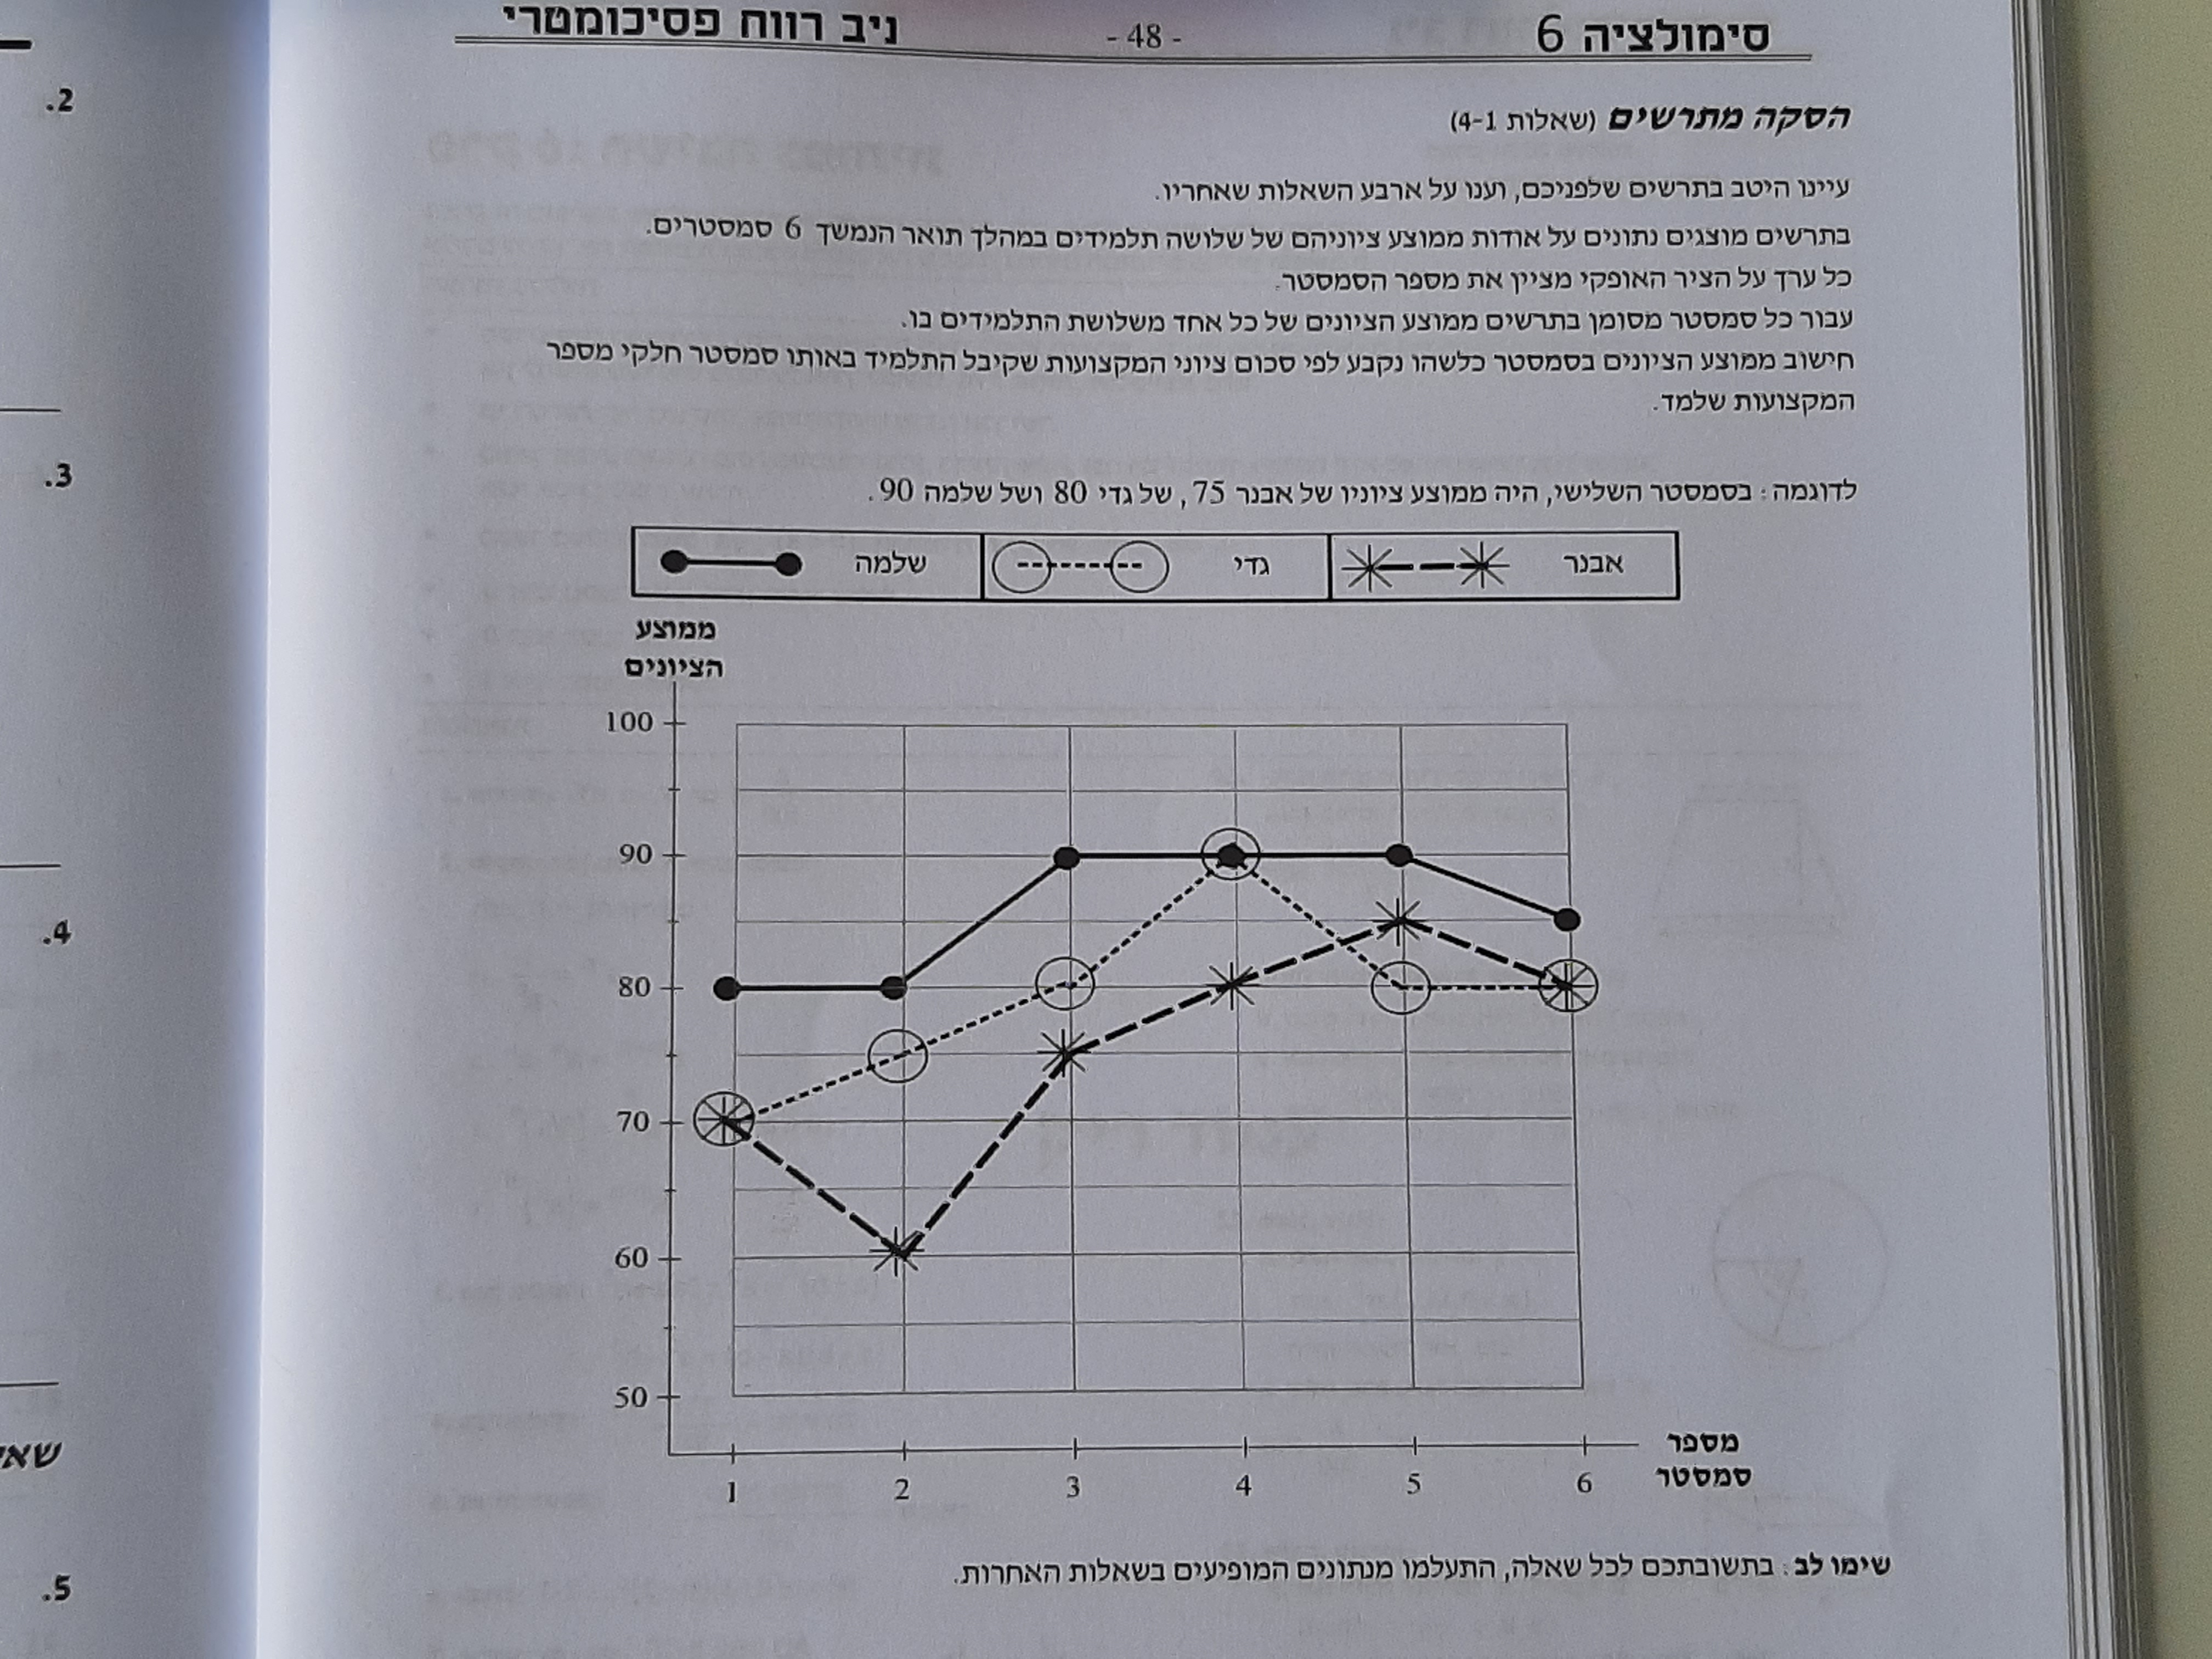 סימולציה 6 - 48 - ניב רווח פסיכומטרי
הסקה מתרשים (שאלות 4-1)
עיינו היטב בתרשים שלפניכם, וענו על ארבע השאלות שאחריו.
בתרשים מוצגים נתונים על אודות ממוצע ציוניהם של שלושה תלמידים במהלך תואר הנמשך 6 סמסטרים.
כל ערך על הציר האופקי מציין את מספר הסמסטר.
עבור כל סמסטר מסומן בתרשים ממוצע הציונים של כל אחד משלושת התלמידים בו.
חישוב ממוצע הציונים בסמסטר כלשהו נקבע לפי סכום ציוני המקצועות שקיבל התלמיד באותו סמסטר חלקי מספר
המקצועות שלמד.
לדוגמה: בסמסטר השלישי, היה ממוצע ציוניו של אבנר 75, של גדי 80 ושל שלמה 90.
אבנר גדי שלמה
ממוצע
הציונים
100
90
80
70
60
50
1 2 3 4 5 6
מספר
סמסטר
שימו לב: בתשובתכם לכל שאלה, התעלמו מנתונים המופיעים בשאלות האחרות.
.2
.3
.4
שאי
.5